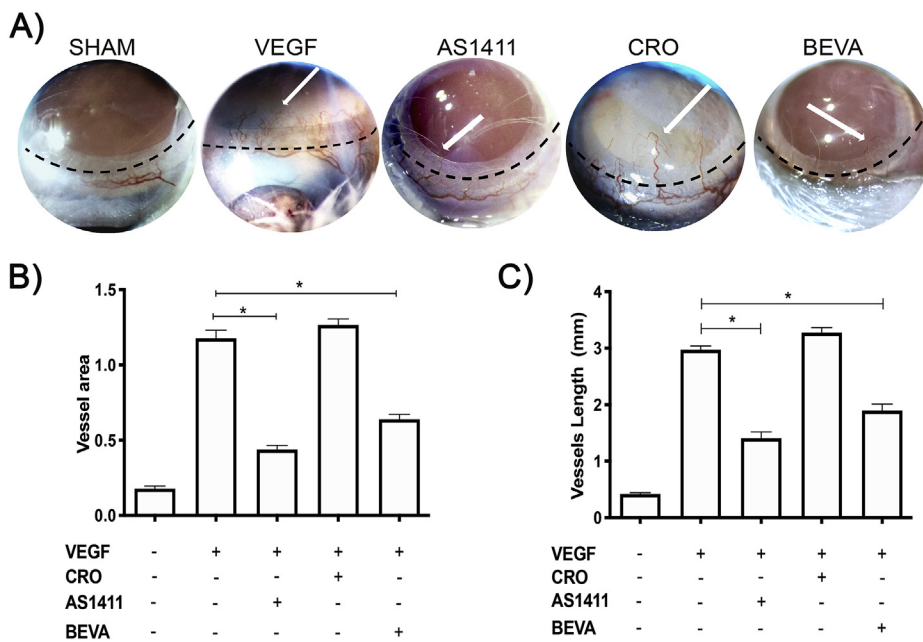 A)
SHAM VEGF AS1411 CRO BEVA
B)
Vessel area
1.5
1.0
0.5
0.0
*
*
VEGF - + + + +
CRO - - - + -
AS1411 - - + - -
BEVA - - - - +
C)
Vessels Length (mm)
4
3
2
1
0
*
*
VEGF - + + + +
CRO - - - + -
AS1411 - - + - -
BEVA - - - - +